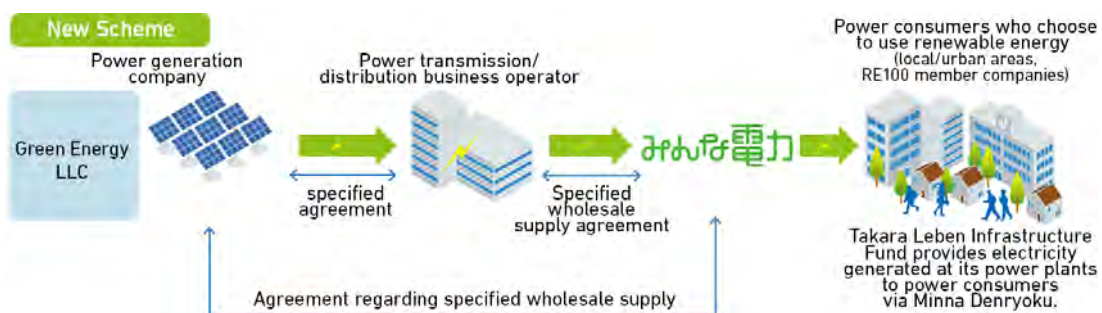 New Scheme
Power generation
company
Green Energy
LLC
Power transmission/
distribution business operator
specified
agreement
Specified
wholesale
supply agreement
みんな電力
Power consumers who choose
to use renewable energy
(local/urban areas,
RE100 member companies)
Takara Leben Infrastructure
Fund provides electricity
generated at its power plants
to power consumers
via Minna Denryoku.
Agreement regarding specified wholesale supply